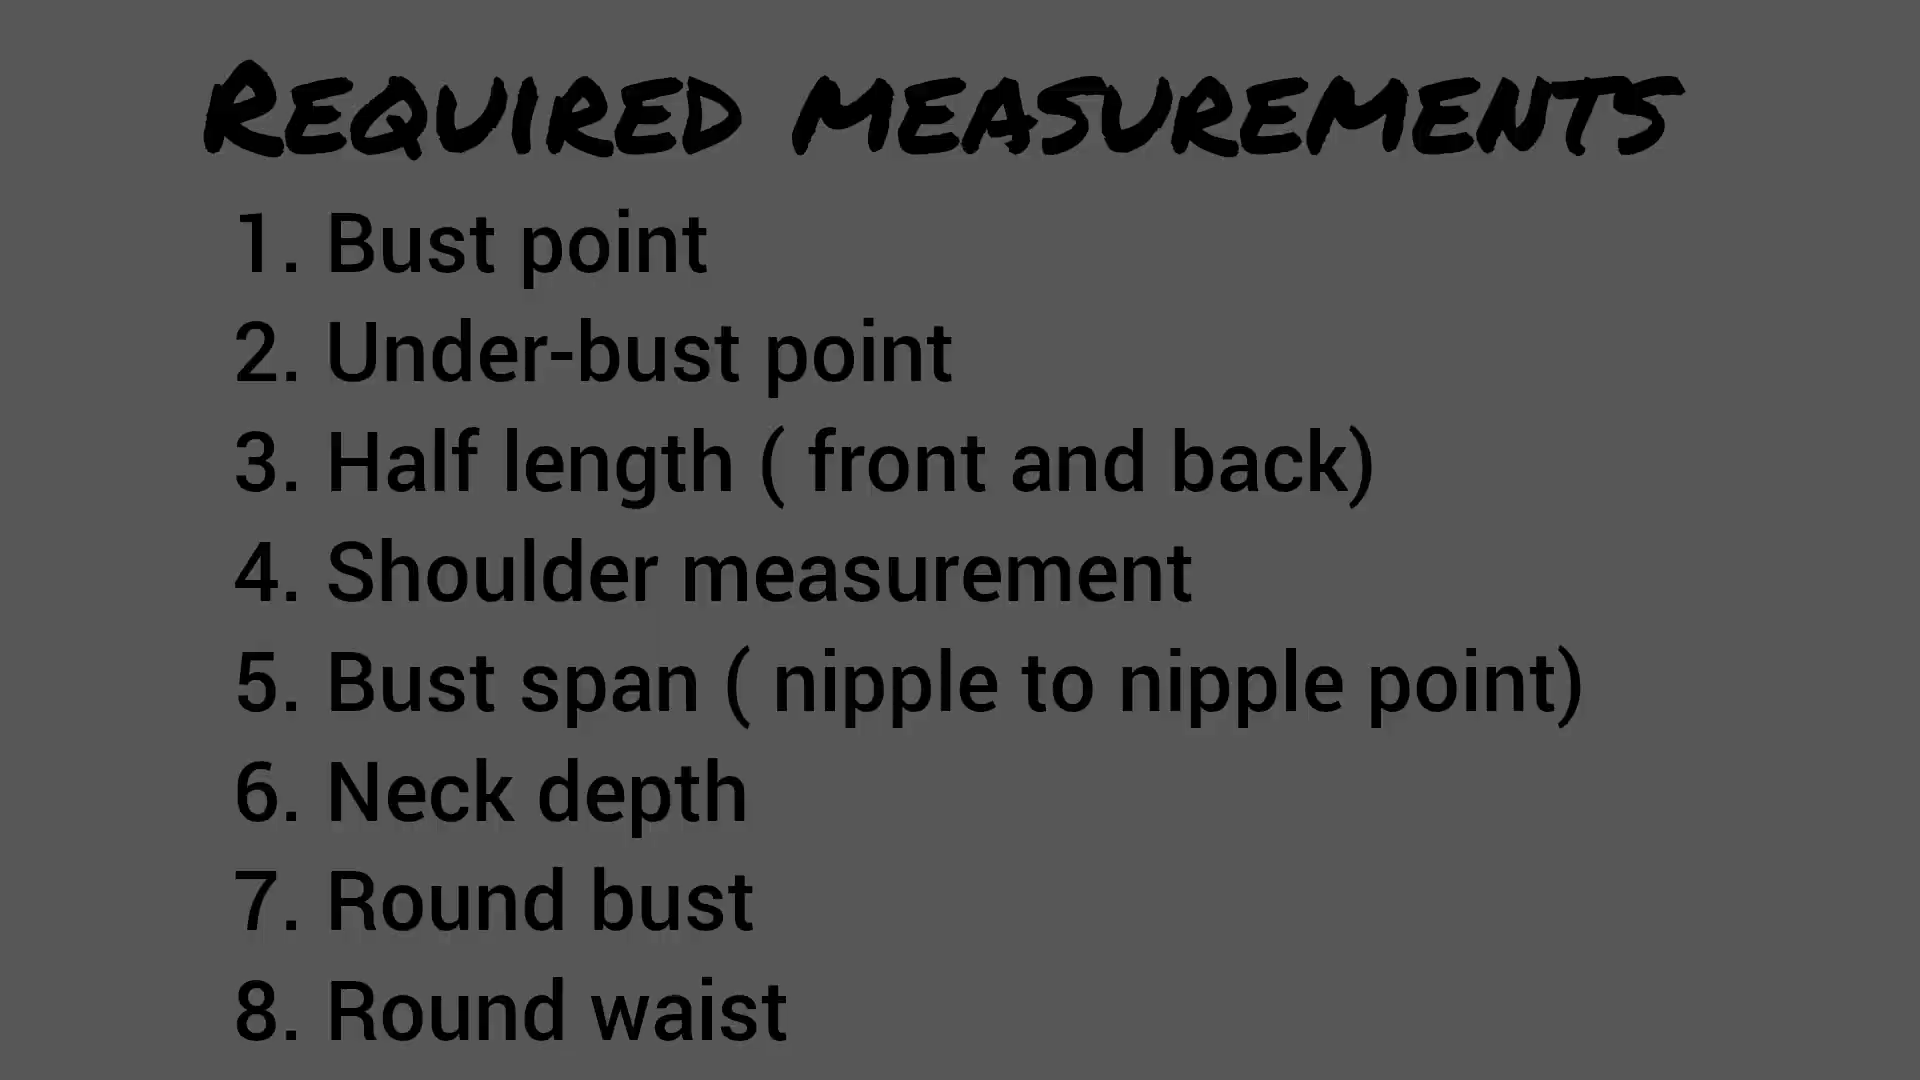 REQUIRED MEASUREMENTS
1. Bust point
2. Under-bust point
3. Half length ( front and back)
4. Shoulder measurement
5. Bust span ( nipple to nipple point)
6. Neck depth
7. Round bust
8. Round waist